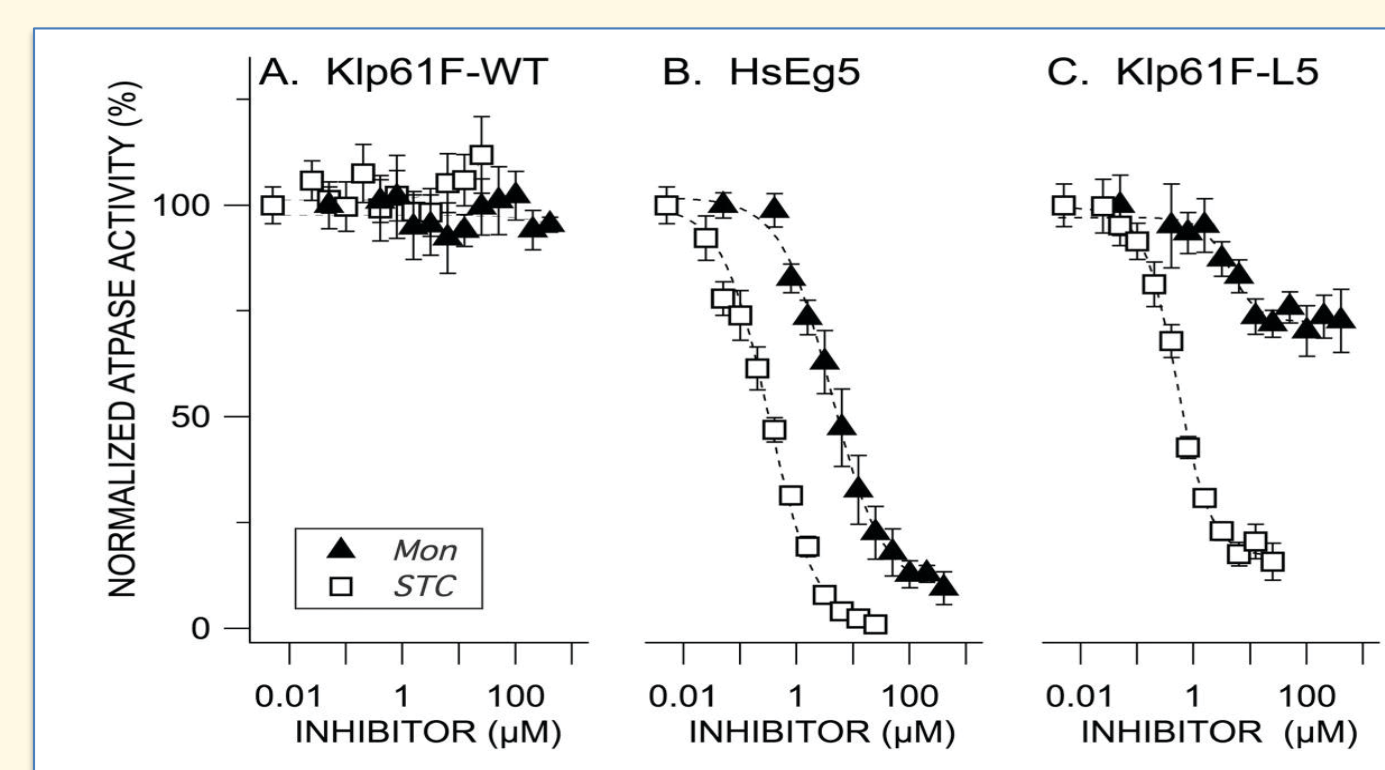 A. Klp61F-WT
B. HsEg5
C. Klp61F-L5
NORMALIZED ATPASE ACTIVITY (%)
100
50
0
Mon
STC
0.01 1 100
INHIBITOR (µM)
0.01 1 100
INHIBITOR (µM)
0.01 1 100
INHIBITOR (µM)